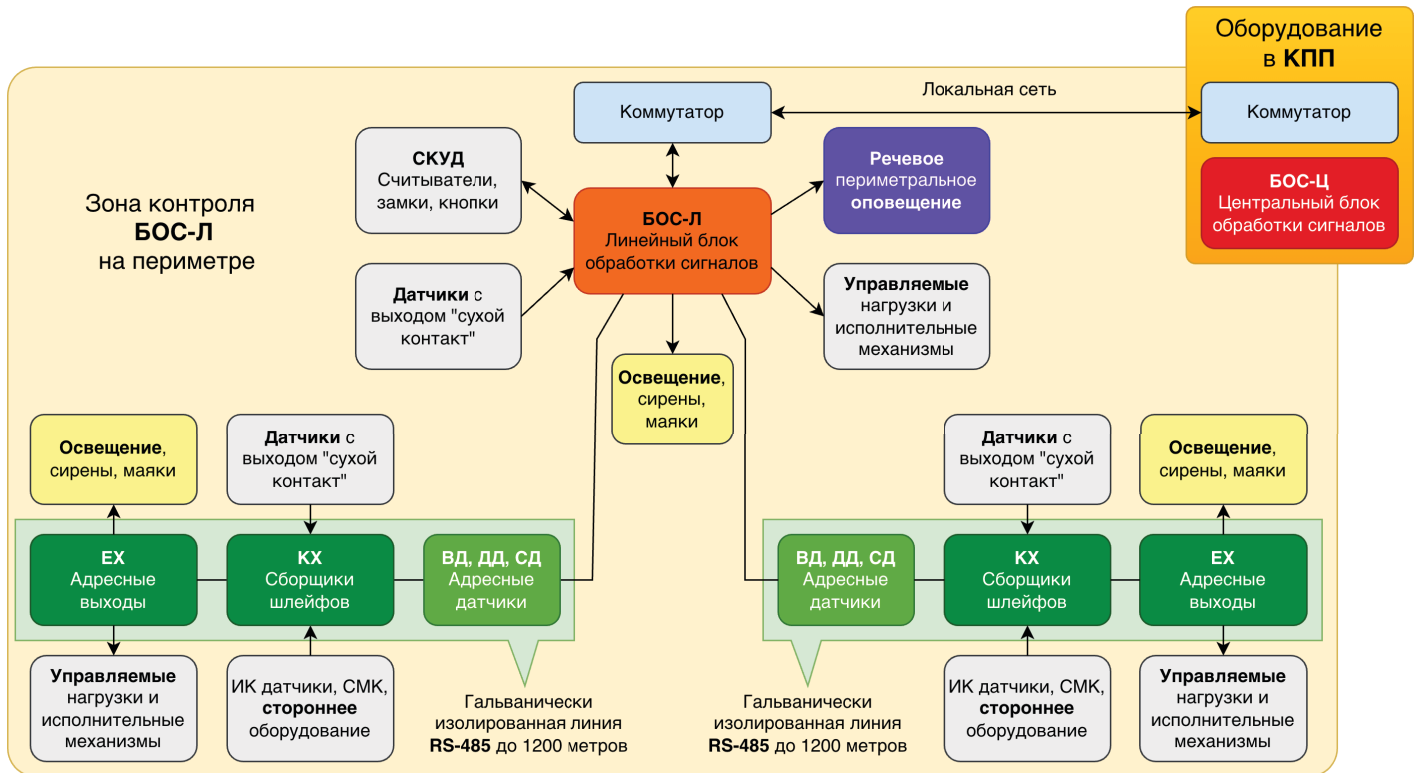 Оборудование
в КПП
Локальная сеть
Коммутатор
Коммутатор
СКУД
Считыватели,
замки, кнопки
Речевое
периметральное
оповещение
БОС-Ц
Центральный блок
обработки сигналов
Зона контроля
БОС-Л
на периметре
БОС-Л
Линейный блок
обработки сигналов
Датчики с
выходом "сухой
контакт"
Управляемые
нагрузки и
исполнительные
механизмы
Освещение,
сирены,
маяки
Освещение,
сирены, маяки
Датчики с
выходом "сухой
контакт"
Датчики с
выходом "сухой
контакт"
Освещение,
сирены, маяки
EX
Адресные
выходы
КХ
Сборщики
шлейфов
ВД, ДД, СД
Адресные
датчики
ВД, ДД, СД
Адресные
датчики
КХ
Сборщики
шлейфов
EX
Адресные
выходы
Управляемые
нагрузки и
исполнительные
механизмы
ИК датчики, СМК,
стороннее
оборудование
Гальванически
изолированная линия
RS-485 до 1200 метров
Гальванически
изолированная линия
RS-485 до 1200 метров
ИК датчики, СМК,
стороннее
оборудование
Управляемые
нагрузки и
исполнительные
механизмы